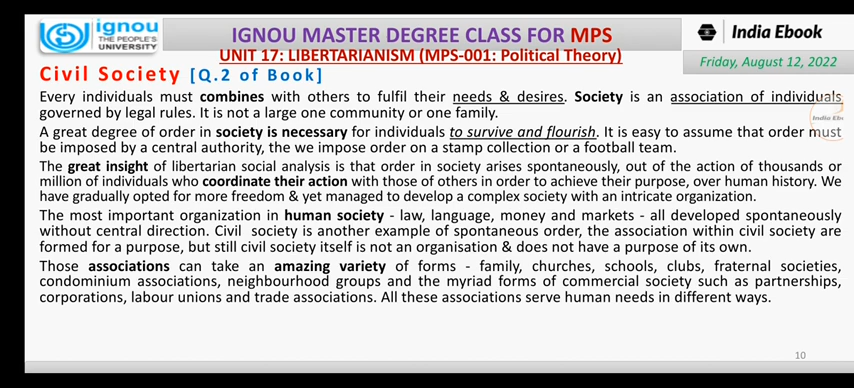 ignou
THE PEOPLE'S
UNIVERSITY
IGNOU MASTER DEGREE CLASS FOR MPS
UNIT 17: LIBERTARIANISM (MPS-001: Political Theory)
India Ebook
Friday, August 12, 2022
Civil Society [Q.2 of Book]
Every individuals must combines with others to fulfil their needs & desires. Society is an association of individuals
governed by legal rules. It is not a large one community or one family.
A great degree of order in society is necessary for individuals to survive and flourish. It is easy to assume that order must
be imposed by a central authority, the we impose order on a stamp collection or a football team.
The great insight of libertarian social analysis is that order in society arises spontaneously, out of the action of thousands or
million of individuals who coordinate their action with those of others in order to achieve their purpose, over human history. We
have gradually opted for more freedom & yet managed to develop a complex society with an intricate organization.
The most important organization in human society - law, language, money and markets - all developed spontaneously
without central direction. Civil society is another example of spontaneous order, the association within civil society are
formed for a purpose, but still civil society itself is not an organisation & does not have a purpose of its own.
Those associations can take an amazing variety of forms - family, churches, schools, clubs, fraternal societies,
condominium associations, neighbourhood groups and the myriad forms of commercial society such as partnerships,
corporations, labour unions and trade associations. All these associations serve human needs in different ways.
10